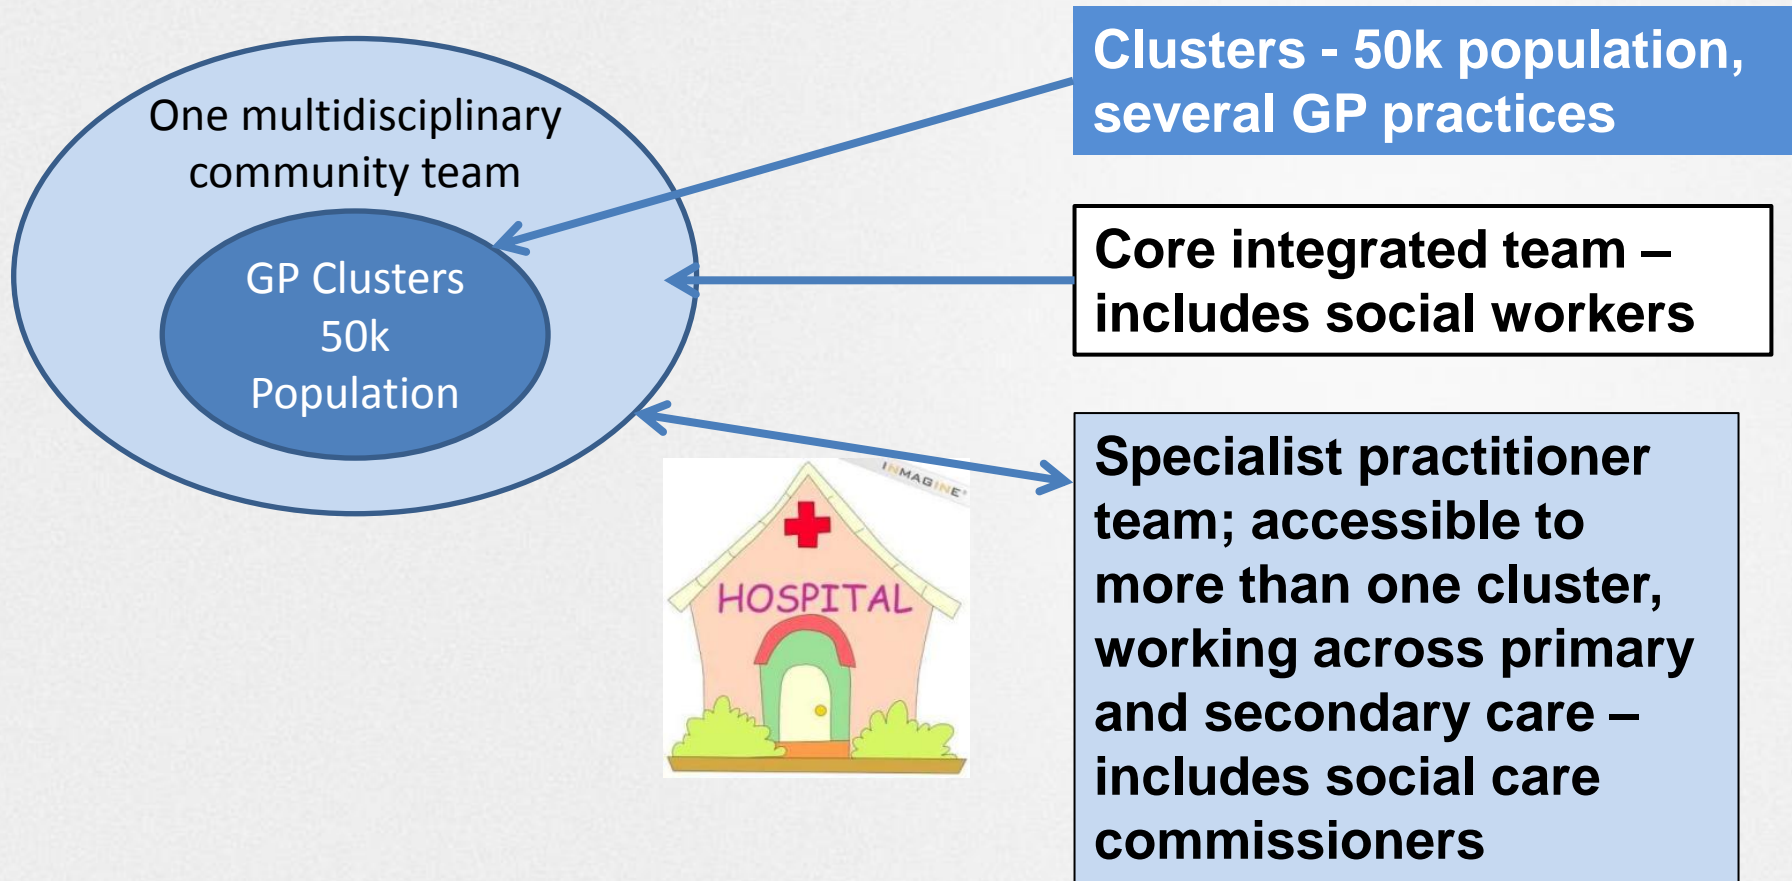 One multidisciplinary
community team
GP Clusters
50k
Population
Clusters - 50k population,
several GP practices
Core integrated team –
includes social workers
Specialist practitioner
team; accessible to
more than one cluster,
working across primary
and secondary care –
includes social care
commissioners
INMAGINE®
HOSPITAL